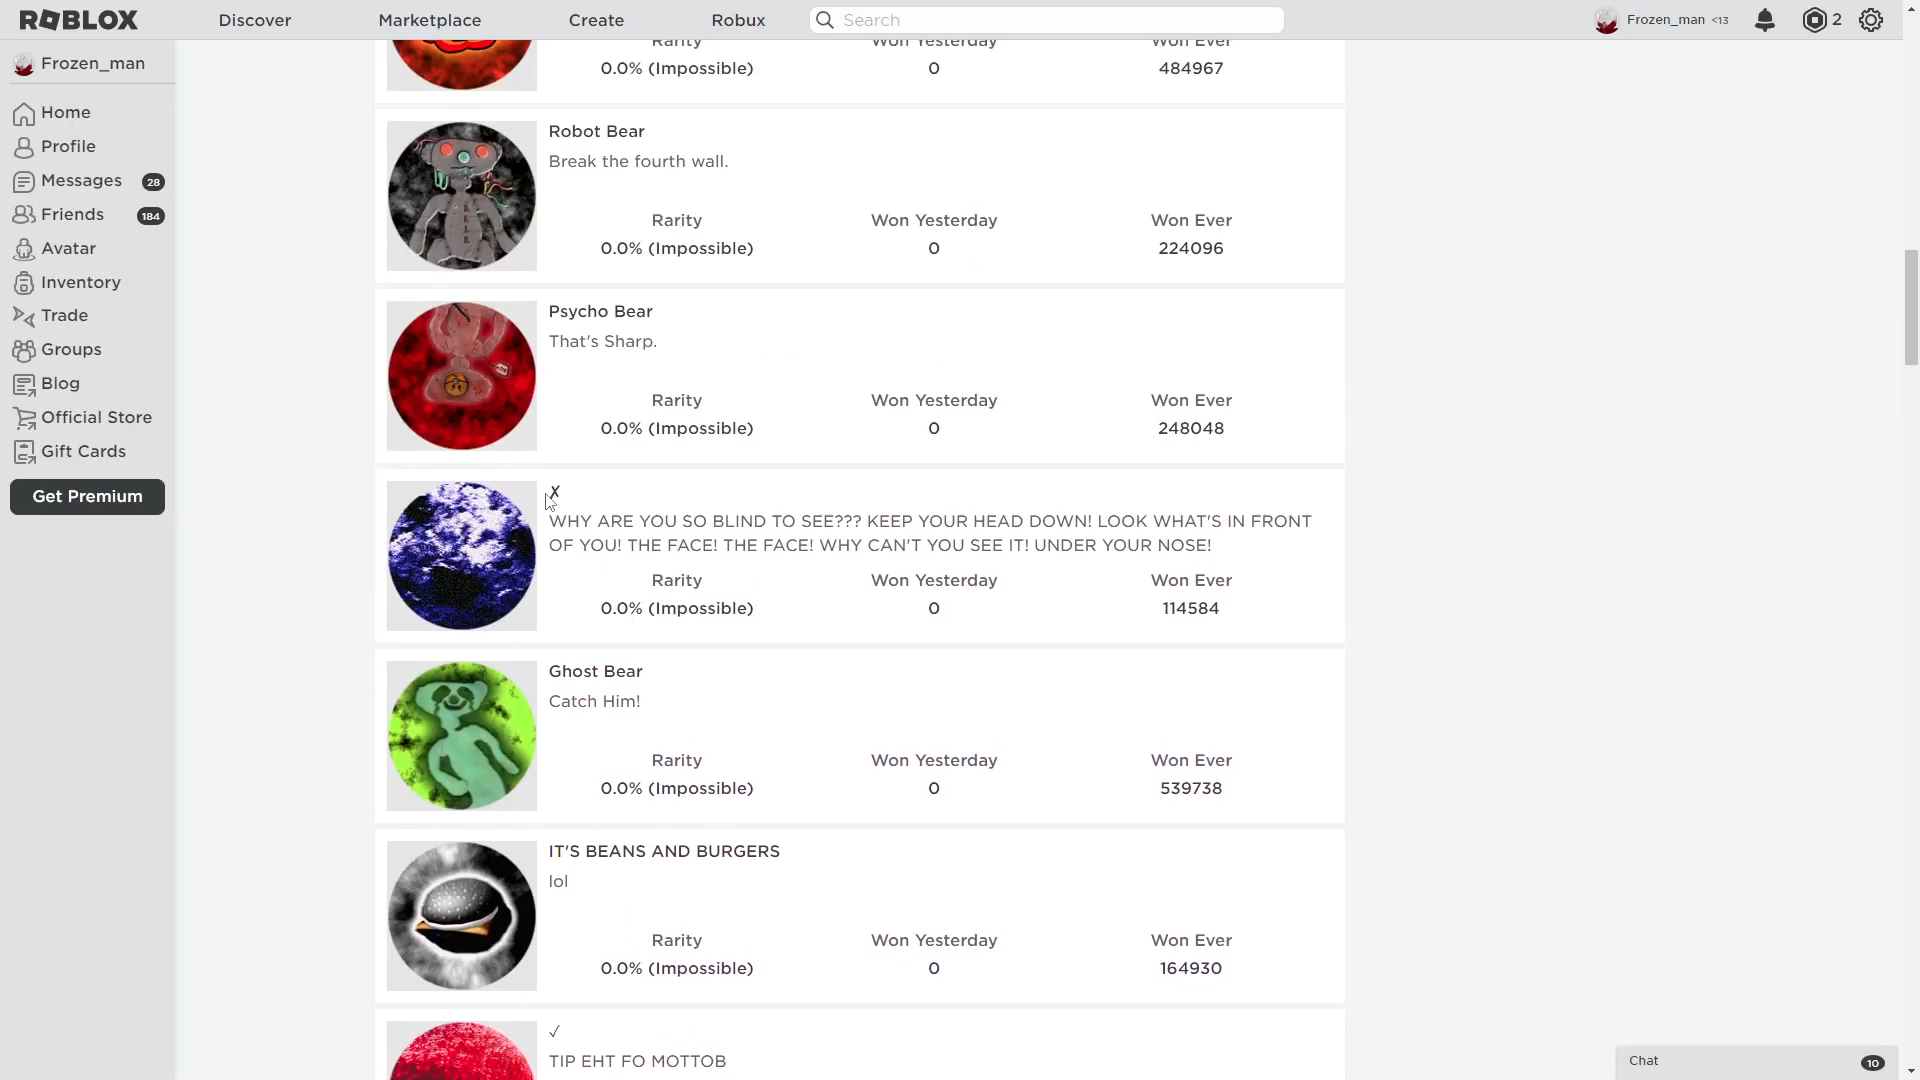 ROBLOX
Discover
Marketplace
Create
Robux
Search
Frozen_man <13
2
Frozen_man
Home
Profile
Messages 28
Friends 184
Avatar
Inventory
Trade
Groups
Blog
Official Store
Gift Cards
Get Premium
Rarity Won Yesterday Won Ever
0.0% (Impossible) 0 484967
Robot Bear
Break the fourth wall.
Rarity Won Yesterday Won Ever
0.0% (Impossible) 0 224096
Psycho Bear
That's Sharp.
Rarity Won Yesterday Won Ever
0.0% (Impossible) 0 248048
✗
WHY ARE YOU SO BLIND TO SEE??? KEEP YOUR HEAD DOWN! LOOK WHAT'S IN FRONT
OF YOU! THE FACE! THE FACE! WHY CAN'T YOU SEE IT! UNDER YOUR NOSE!
Rarity Won Yesterday Won Ever
0.0% (Impossible) 0 114584
Ghost Bear
Catch Him!
Rarity Won Yesterday Won Ever
0.0% (Impossible) 0 539738
IT'S BEANS AND BURGERS
lol
Rarity Won Yesterday Won Ever
0.0% (Impossible) 0 164930
✓
TIP EHT FO MOTTOB
Chat 10